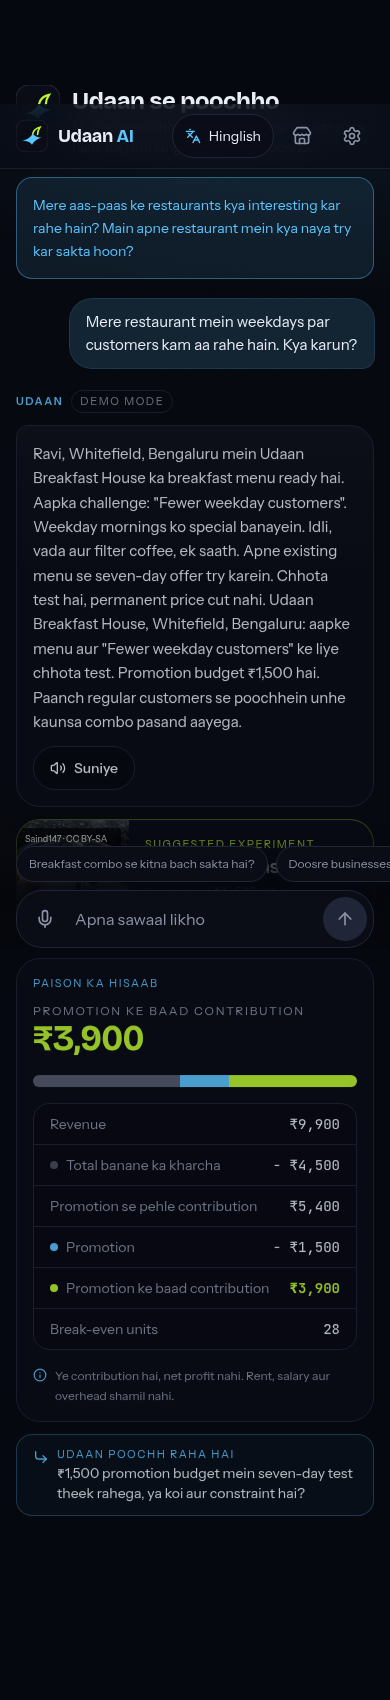 Udaan se poochho
Udaan AI
Hinglish
Mere aas-paas ke restaurants kya interesting kar
rahe hain? Main apne restaurant mein kya naya try
kar sakta hoon?
Mere restaurant mein weekdays par
customers kam aa rahe hain. Kya karun?
UDAAN
DEMO MODE
Ravi, Whitefield, Bengaluru mein Udaan
Breakfast House ka breakfast menu ready hai.
Aapka challenge: "Fewer weekday customers".
Weekday mornings ko special banayein. Idli,
vada aur filter coffee, ek saath. Apne existing
menu se seven-day offer try karein. Chhota
test hai, permanent price cut nahi. Udaan
Breakfast House, Whitefield, Bengaluru: aapke
menu aur "Fewer weekday customers" ke liye
chhota test. Promotion budget ₹1,500 hai.
Paanch regular customers se poochhein unhe
kaunsa combo pasand aayega.
Suniye
Saind147 · CC BY-SA
SUGGESTED EXPERIMENT
Breakfast combo se kitna bach sakta hai?
Doosre businesses
Apna sawaal likho
PAISON KA HISAAB
PROMOTION KE BAAD CONTRIBUTION
₹3,900
Revenue ₹9,900
Total banane ka kharcha - ₹4,500
Promotion se pehle contribution ₹5,400
Promotion - ₹1,500
Promotion ke baad contribution ₹3,900
Break-even units 28
Ye contribution hai, net profit nahi. Rent, salary aur
overhead shamil nahi.
UDAAN POOCHH RAHA HAI
₹1,500 promotion budget mein seven-day test
theek rahega, ya koi aur constraint hai?